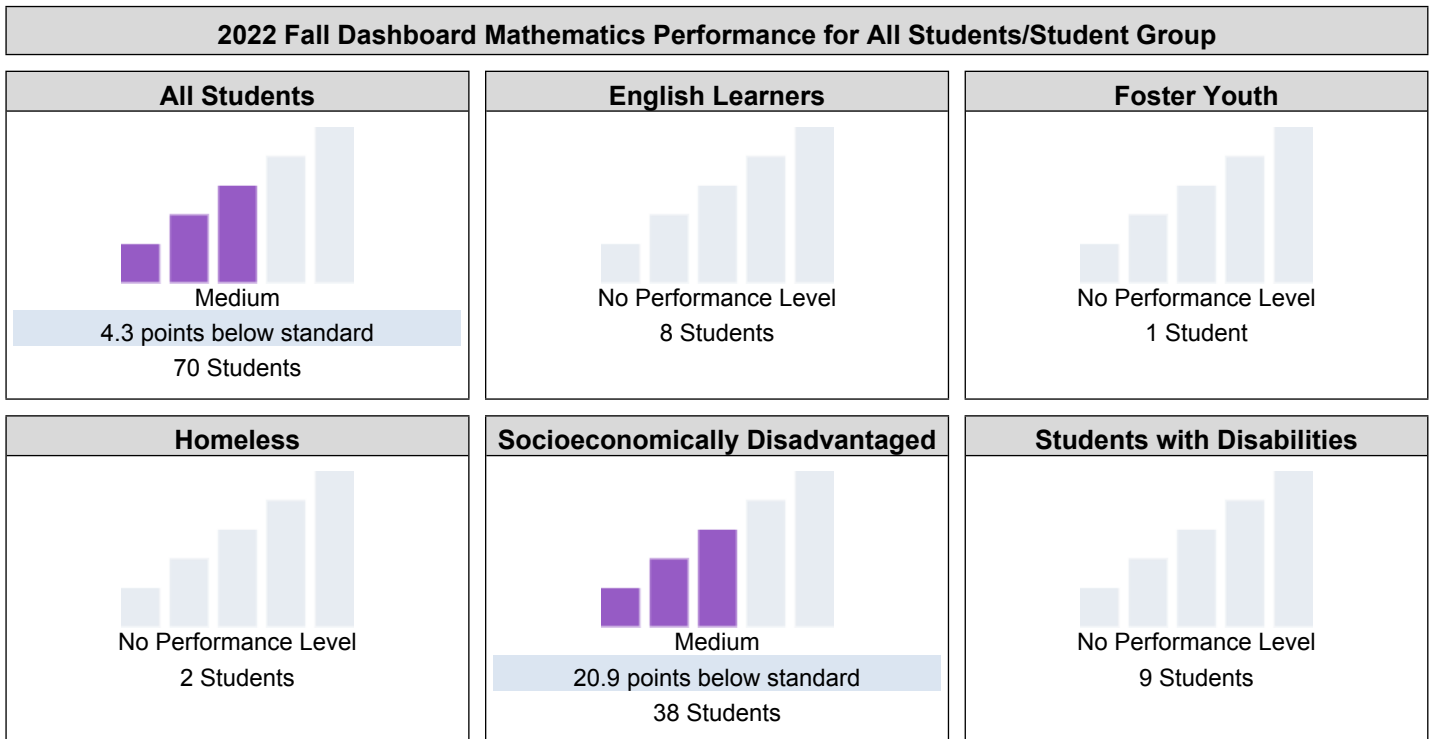 2022 Fall Dashboard Mathematics Performance for All Students/Student Group
All Students
Medium
4.3 points below standard
70 Students
English Learners
No Performance Level
8 Students
Foster Youth
No Performance Level
1 Student
Homeless
No Performance Level
2 Students
Socioeconomically Disadvantaged
Medium
20.9 points below standard
38 Students
Students with Disabilities
No Performance Level
9 Students